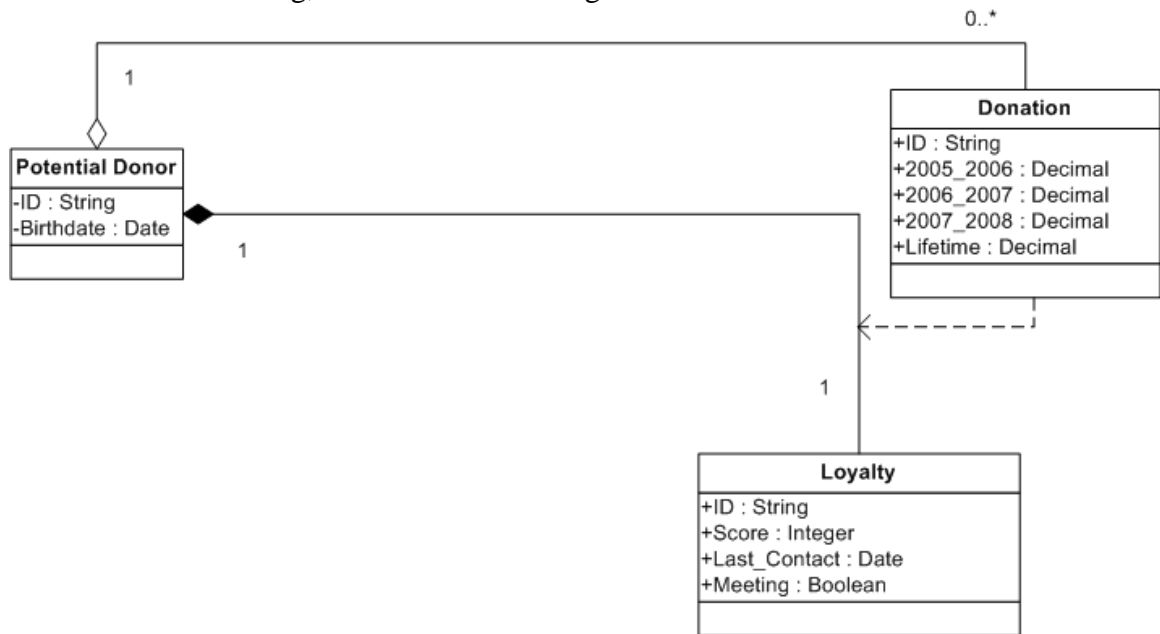 0..*
1
Donation
+ID : String
+2005_2006 : Decimal
+2006_2007 : Decimal
+2007_2008 : Decimal
+Lifetime : Decimal
Potential Donor
-ID : String
-Birthdate : Date
1
1
Loyalty
+ID : String
+Score : Integer
+Last_Contact : Date
+Meeting : Boolean